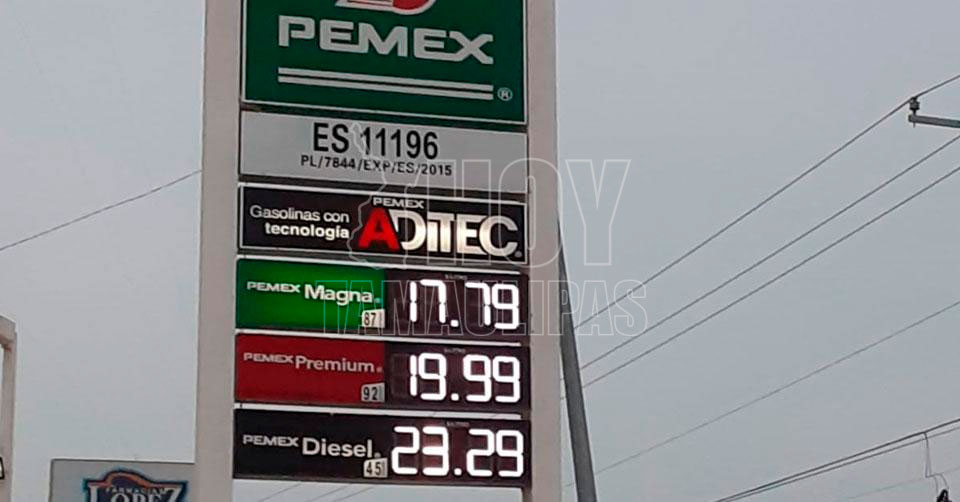 PEMEX
®
ES 11196
PL/7844/EXP/ES/2015
Gasolinas con
tecnología
PEMEX
ADITEC®
HOY
TAMAULIPAS
PEMEX Magna® 87 17.79
PEMEX Premium® 92 19.99
PEMEX Diesel® 45 23.29
LOPEZ